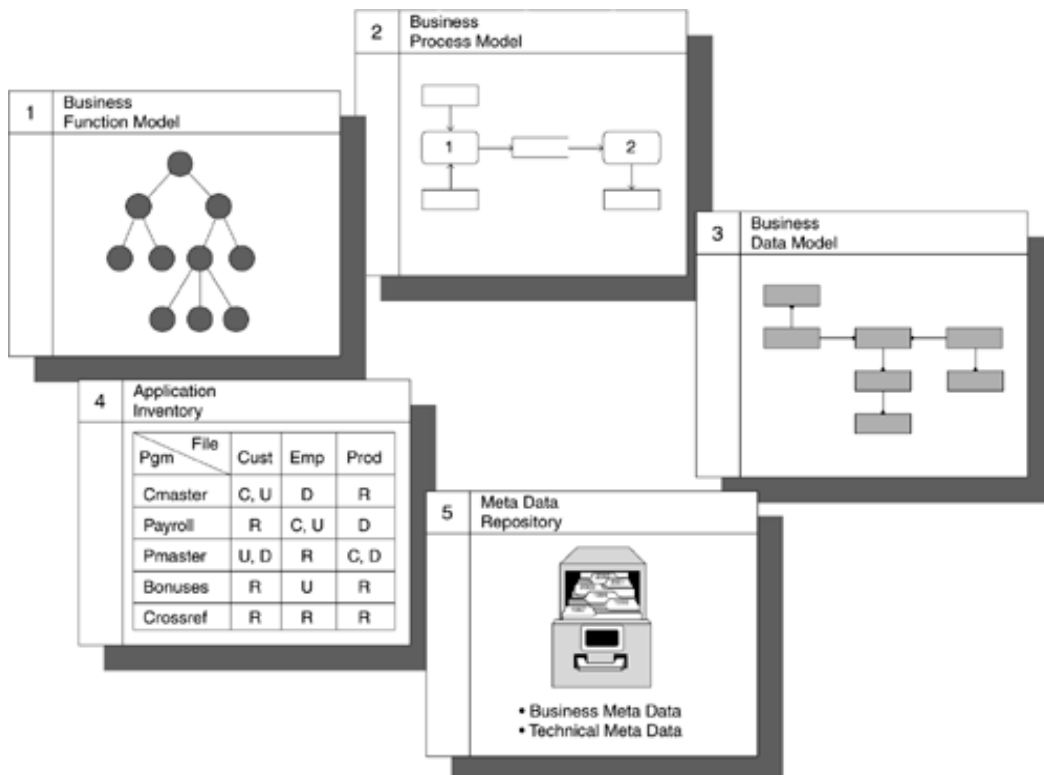 1
Business
Function Model
2
Business
Process Model
1
2
3
Business
Data Model
4
Application
Inventory
File
Pgm Cust Emp Prod
Cmaster C, U D R
Payroll R C, U D
Pmaster U, D R C, D
Bonuses R U R
Crossref R R R
5
Meta Data
Repository
• Business Meta Data
• Technical Meta Data